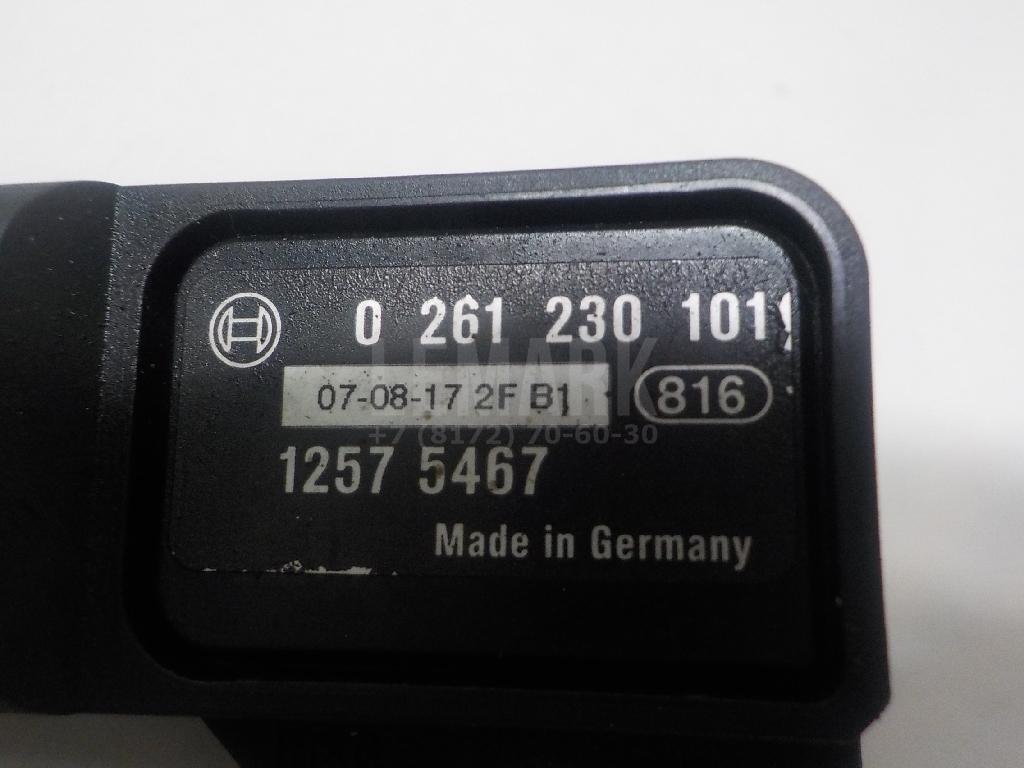 0 261 230 101
07-08-17 2F B1 816
LEMARK
+7 (8172) 70-60-30
1257 5467
Made in Germany